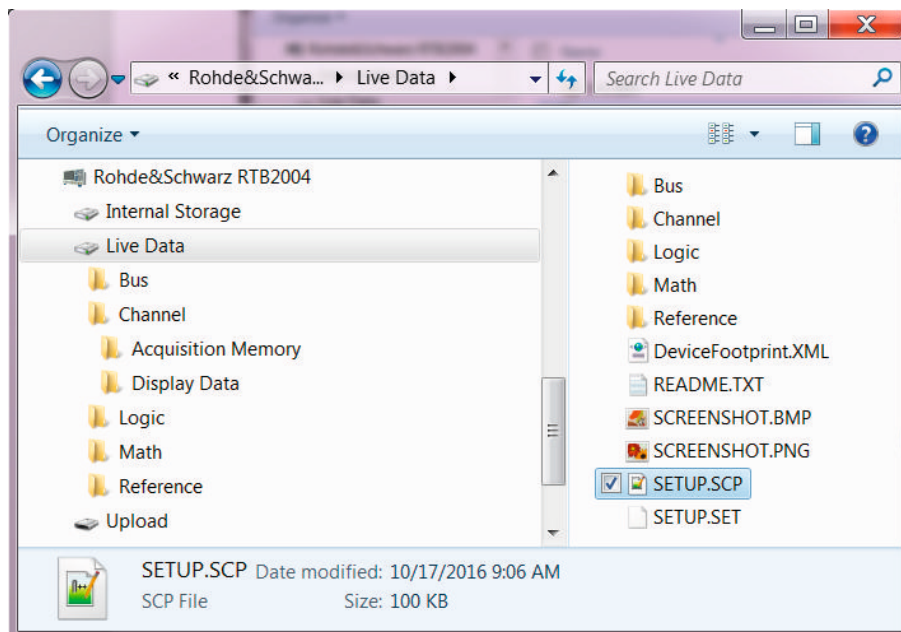 « Rohde&Schwa... Live Data
Search Live Data
Organize
Rohde&Schwarz RTB2004
Internal Storage
Live Data
Bus
Channel
Acquisition Memory
Display Data
Logic
Math
Reference
Upload
Bus
Channel
Logic
Math
Reference
DeviceFootprint.XML
README.TXT
SCREENSHOT.BMP
SCREENSHOT.PNG
SETUP.SCP
SETUP.SET
SETUP.SCP Date modified: 10/17/2016 9:06 AM
SCP File Size: 100 KB